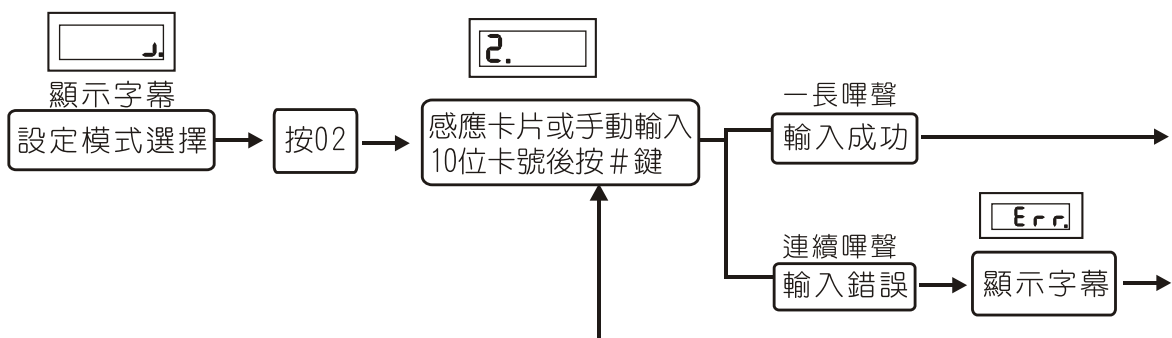 顯示字幕
設定模式選擇
按02
2.
感應卡片或手動輸入
10位卡號後按#鍵
一長嗶聲
輸入成功
連續嗶聲
輸入錯誤
Err.
顯示字幕